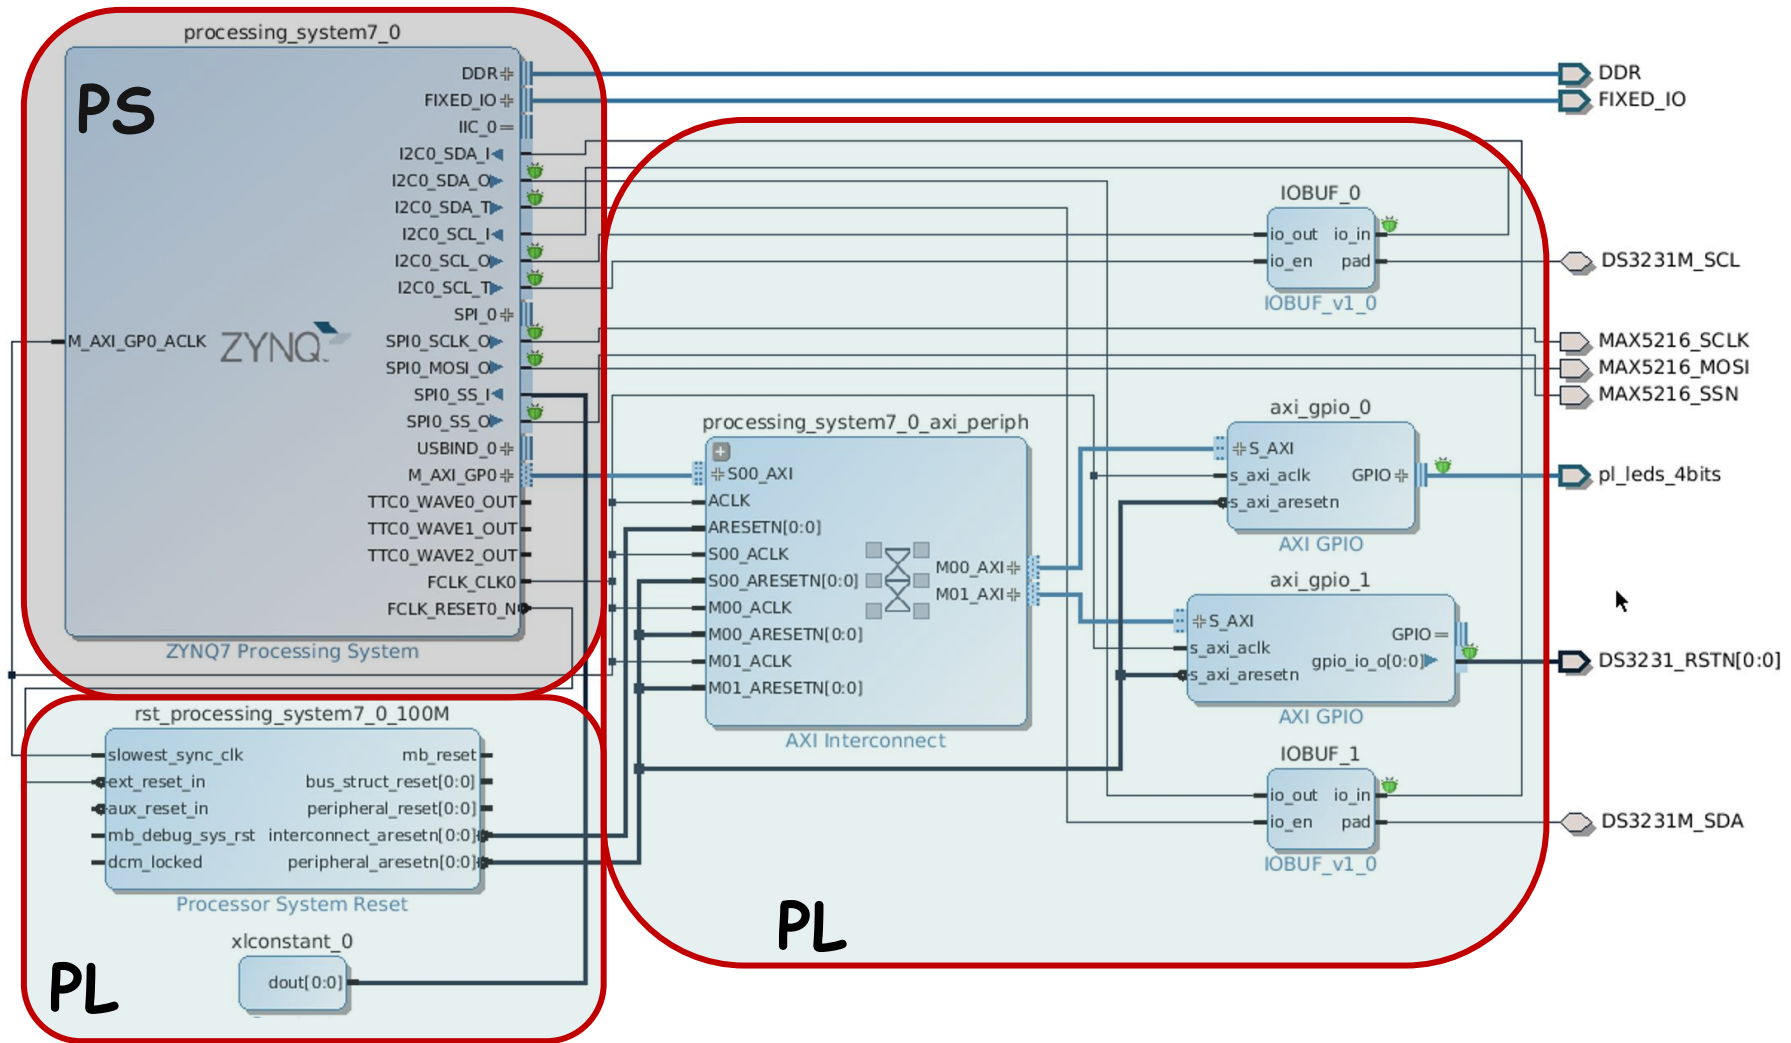 processing_system7_0
PS
DDR
FIXED_IO
IIC_0
I2C0_SDA_I
I2C0_SDA_O
I2C0_SDA_T
I2C0_SCL_I
I2C0_SCL_O
I2C0_SCL_T
SPI_0
SPI0_SCLK_O
SPI0_MOSI_O
SPI0_SS_I
SPI0_SS_O
USBIND_0
M_AXI_GP0
TTC0_WAVE0_OUT
TTC0_WAVE1_OUT
TTC0_WAVE2_OUT
FCLK_CLK0
FCLK_RESET0_N
M_AXI_GP0_ACLK
ZYNQ
ZYNQ7 Processing System
rst_processing_system7_0_100M
slowest_sync_clk
ext_reset_in
aux_reset_in
mb_debug_sys_rst
dcm_locked
mb_reset
bus_struct_reset[0:0]
peripheral_reset[0:0]
interconnect_aresetn[0:0]
peripheral_aresetn[0:0]
Processor System Reset
xlconstant_0
dout[0:0]
PL
processing_system7_0_axi_periph
S00_AXI
ACLK
ARESETN[0:0]
S00_ACLK
S00_ARESETN[0:0]
M00_ACLK
M00_ARESETN[0:0]
M01_ACLK
M01_ARESETN[0:0]
M00_AXI
M01_AXI
AXI Interconnect
PL
IOBUF_0
io_out
io_en
io_in
pad
IOBUF_v1_0
axi_gpio_0
S_AXI
s_axi_aclk
s_axi_aresetn
GPIO
AXI GPIO
axi_gpio_1
S_AXI
s_axi_aclk
s_axi_aresetn
GPIO
gpio_io_o[0:0]
AXI GPIO
IOBUF_1
io_out
io_en
io_in
pad
IOBUF_v1_0
DDR
FIXED_IO
DS3231M_SCL
MAX5216_SCLK
MAX5216_MOSI
MAX5216_SSN
pl_leds_4bits
DS3231_RSTN[0:0]
DS3231M_SDA